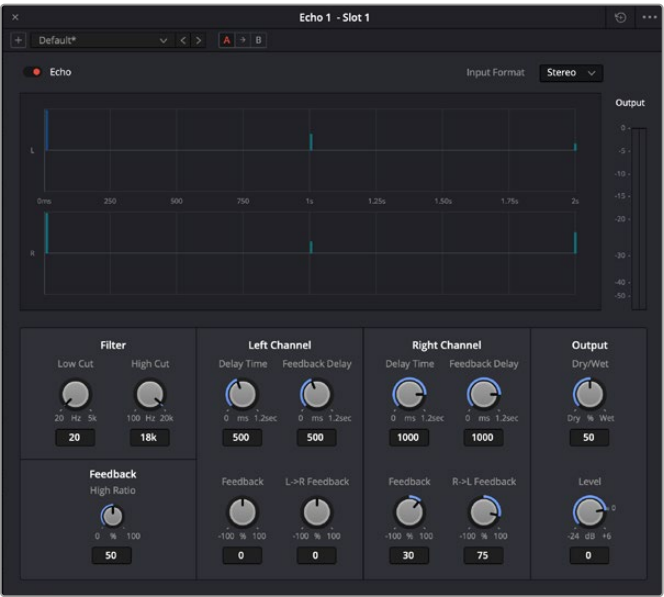 Echo 1 - Slot 1
Default*
A
B
Echo
Input Format
Stereo
Output
0
-5
-10
-15
-20
-30
-40
-50
L
0ms
250
500
750
1s
1.25s
1.50s
1.75s
2s
R
Filter
Low Cut High Cut
20 Hz 5k 100 Hz 20k
20 18k
Feedback
High Ratio
0 % 100
50
Left Channel
Delay Time Feedback Delay
0 ms 1.2sec 0 ms 1.2sec
500 500
Feedback L->R Feedback
-100 % 100 -100 % 100
0 0
Right Channel
Delay Time Feedback Delay
0 ms 1.2sec 0 ms 1.2sec
1000 1000
Feedback R->L Feedback
-100 % 100 -100 % 100
30 75
Output
Dry/Wet
Dry % Wet
50
Level
0
-24 dB +6
0